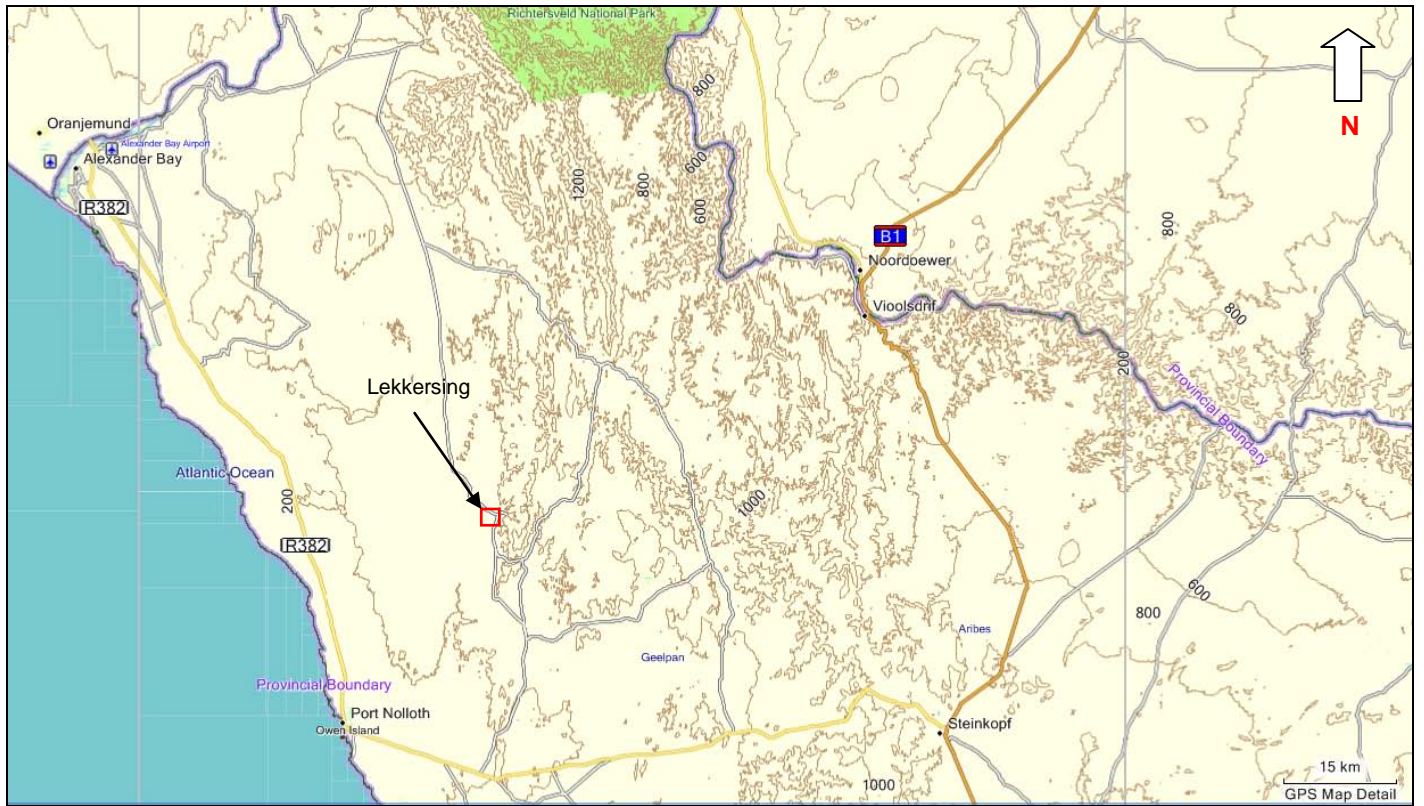 Richtersveld National Park
800
N
Oranjemund
Alexander Bay Airport
Alexander Bay
600
1200
800
R382
600
800
B1
Noordoewer
Vioolsdrif
800
200
Provincial Boundary
Lekkersing
Atlantic Ocean
200
1000
R382
600
800
Aribes
Geelpan
Provincial Boundary
Port Nolloth
Owen Island
Steinkopf
15 km
1000
GPS Map Detail